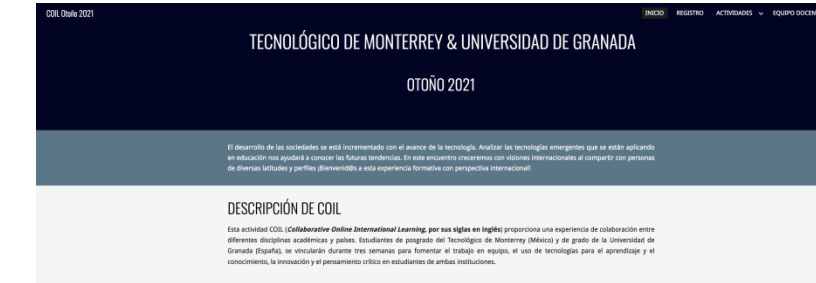 COIL Otoño 2021
INICIO REGISTRO ACTIVIDADES EQUIPO DOCEN
TECNOLÓGICO DE MONTERREY & UNIVERSIDAD DE GRANADA
OTOÑO 2021
El desarrollo de las sociedades se está incrementado con el avance de la tecnología. Analizar las tecnologías emergentes que se están aplicando
en educación nos ayudará a conocer las futuras tendencias. En este encuentro creceremos con visiones internacionales al compartir con personas
de diversas latitudes y perfiles ¡Bienvenid@s a esta experiencia formativa con perspectiva internacional!
DESCRIPCIÓN DE COIL
Esta actividad COIL (Collaborative Online International Learning, por sus siglas en inglés) proporciona una experiencia de colaboración entre
diferentes disciplinas académicas y países. Estudiantes de posgrado del Tecnológico de Monterrey (México) y de grado de la Universidad de
Granada (España), se vincularán durante tres semanas para fomentar el trabajo en equipo, el uso de tecnologías para el aprendizaje y el
conocimiento, la innovación y el pensamiento crítico en estudiantes de ambas instituciones.